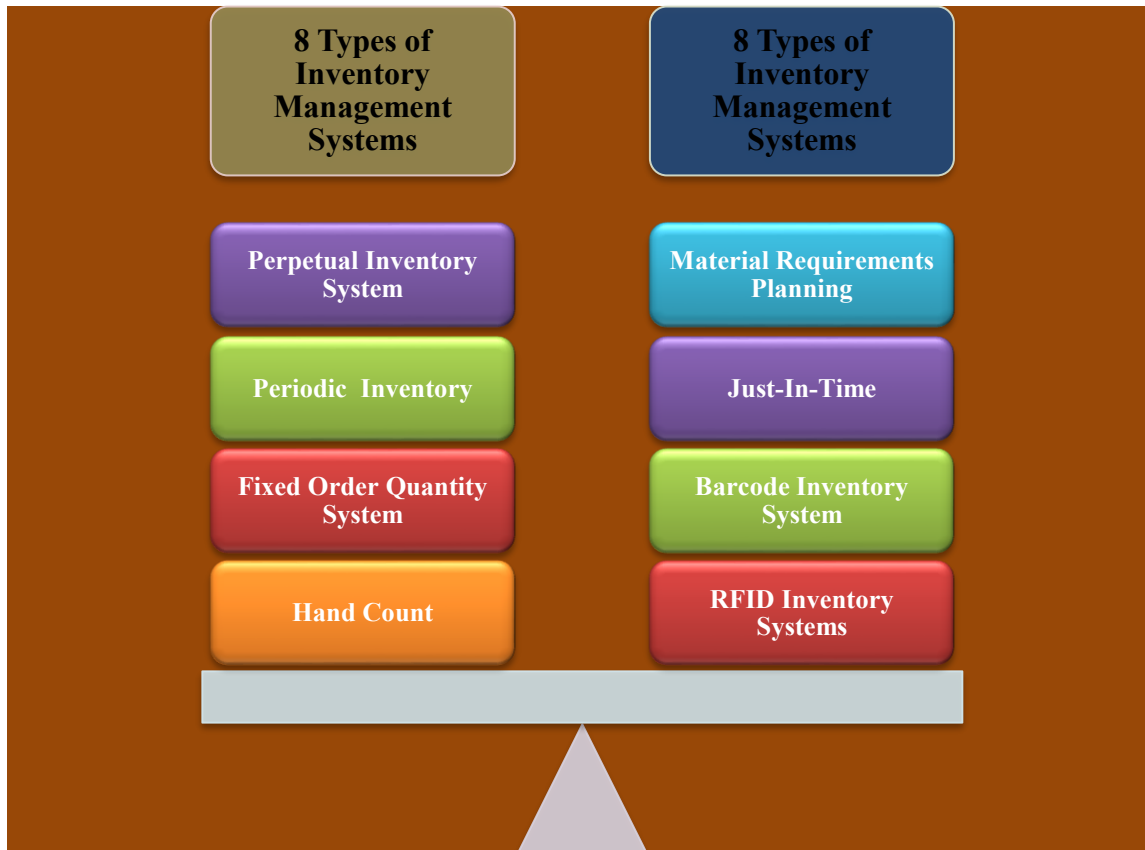 8 Types of
Inventory
Management
Systems
Perpetual Inventory
System
Periodic  Inventory
Fixed Order Quantity
System
Hand Count
8 Types of
Inventory
Management
Systems
Material Requirements
Planning
Just-In-Time
Barcode Inventory
System
RFID Inventory
Systems